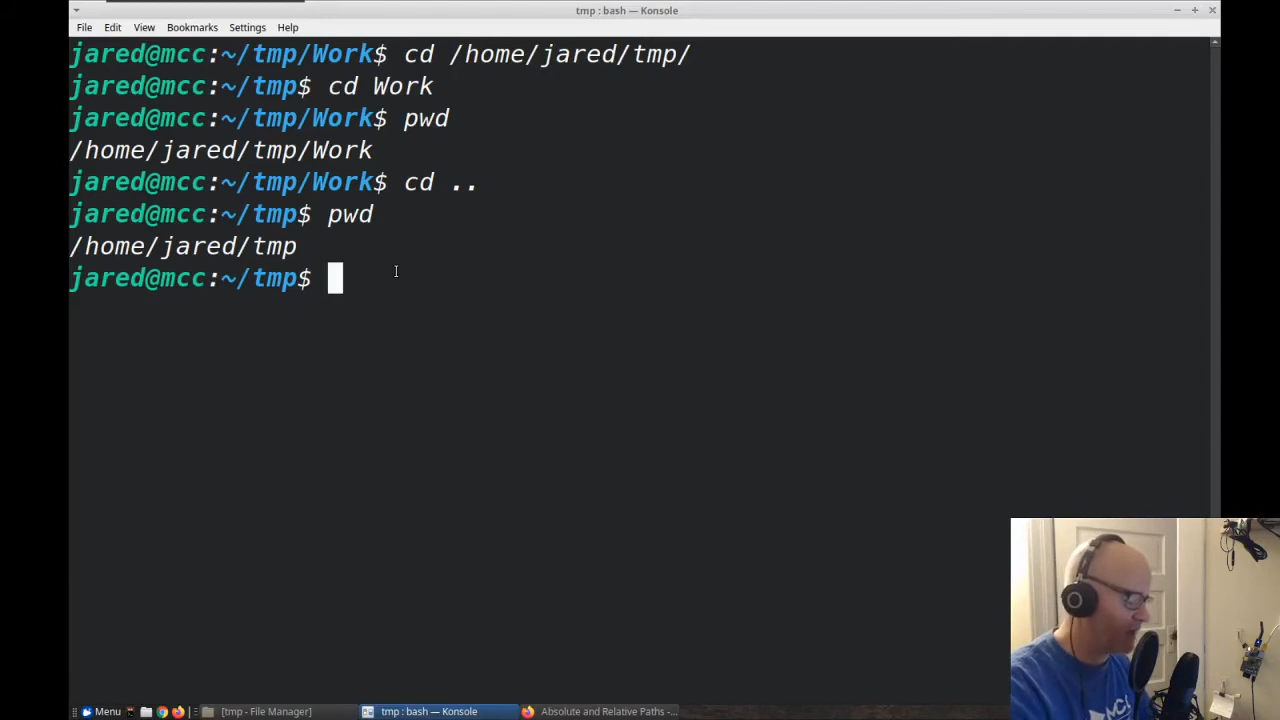 tmp : bash — Konsole
File Edit View Bookmarks Settings Help
jared@mcc:~/tmp/Work$ cd /home/jared/tmp/
jared@mcc:~/tmp$ cd Work
jared@mcc:~/tmp/Work$ pwd
/home/jared/tmp/Work
jared@mcc:~/tmp/Work$ cd ..
jared@mcc:~/tmp$ pwd
/home/jared/tmp
jared@mcc:~/tmp$
Menu [tmp - File Manager] tmp : bash — Konsole Absolute and Relative Paths -...